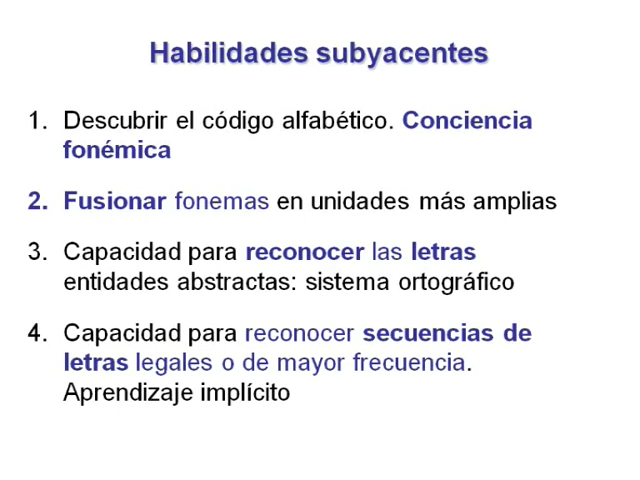 Habilidades subyacentes
1. Descubrir el código alfabético. Conciencia
fonémica
2. Fusionar fonemas en unidades más amplias
3. Capacidad para reconocer las letras
entidades abstractas: sistema ortográfico
4. Capacidad para reconocer secuencias de
letras legales o de mayor frecuencia.
Aprendizaje implícito